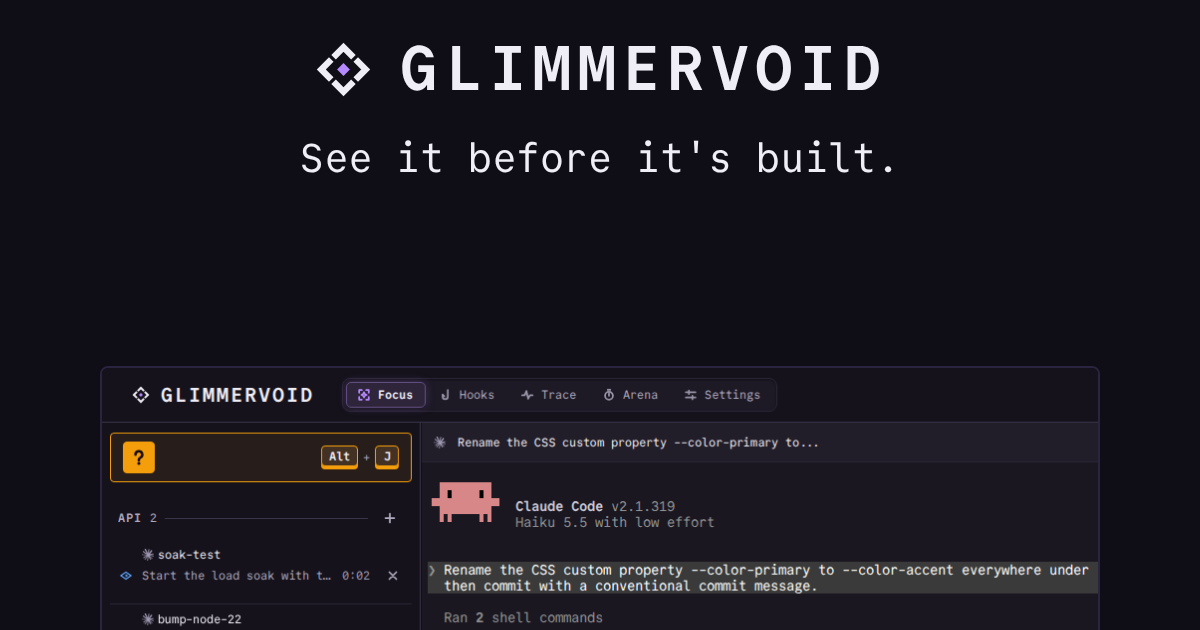 GLIMMERVOID
See it before it's built.
GLIMMERVOID Focus Hooks Trace Arena Settings
? Alt + J
Rename the CSS custom property --color-primary to...
Claude Code v2.1.319
Haiku 5.5 with low effort
API 2 +
soak-test
Start the load soak with t… 0:02 ×
bump-node-22
❯ Rename the CSS custom property --color-primary to --color-accent everywhere under
then commit with a conventional commit message.
Ran 2 shell commands